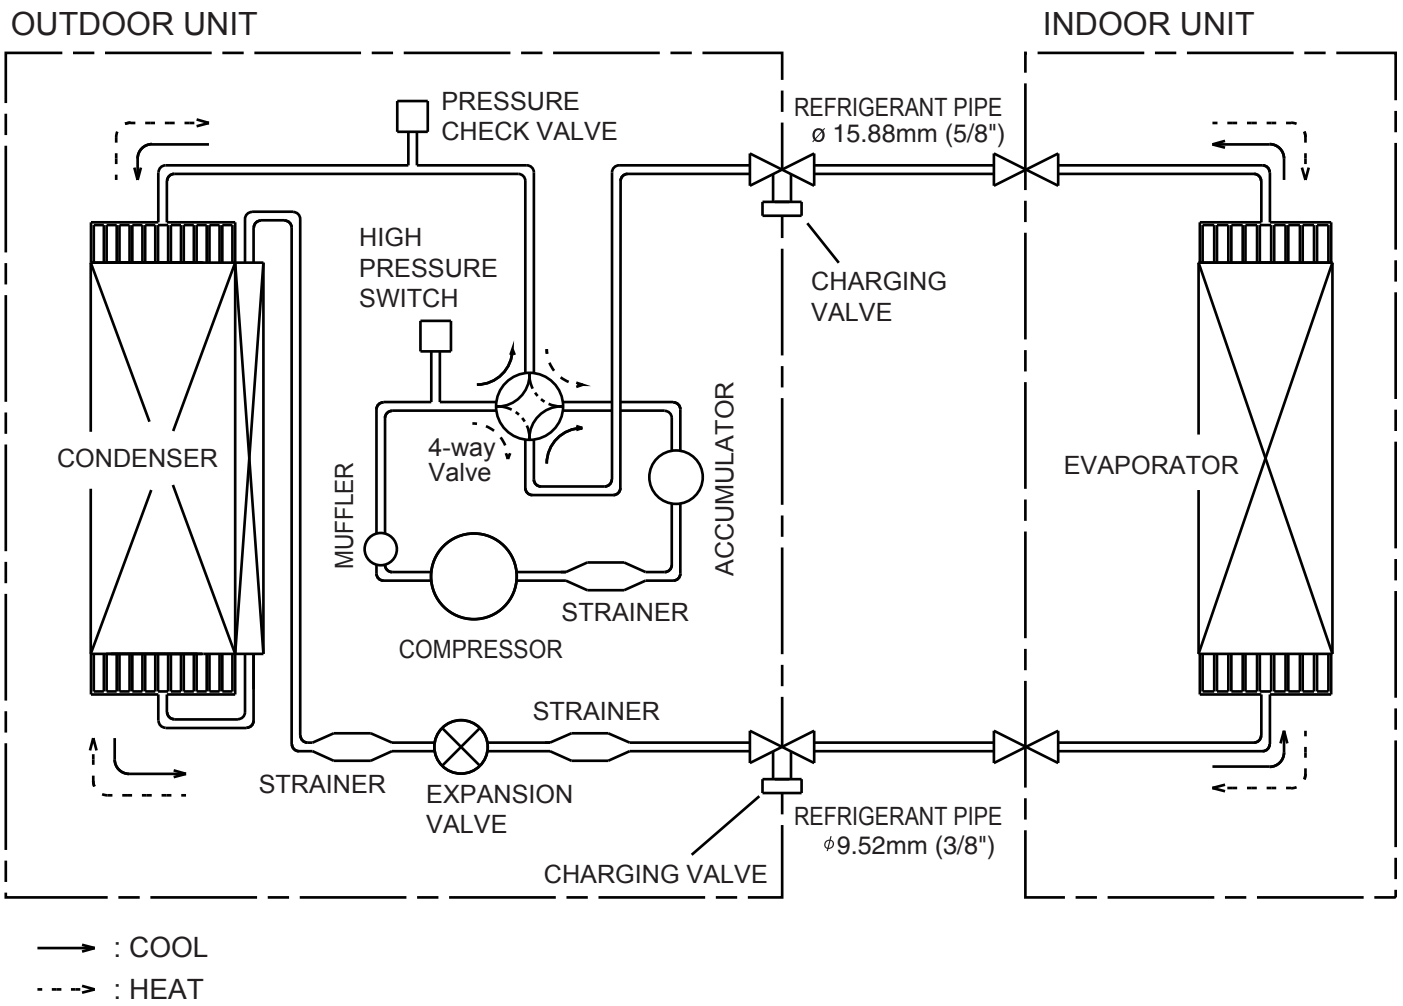 OUTDOOR UNIT
INDOOR UNIT
PRESSURE
CHECK VALVE
REFRIGERANT PIPE
ø 15.88mm (5/8")
HIGH
PRESSURE
SWITCH
CHARGING
VALVE
4-way
Valve
ACCUMULATOR
CONDENSER
EVAPORATOR
MUFFLER
STRAINER
COMPRESSOR
STRAINER
STRAINER
EXPANSION
VALVE
REFRIGERANT PIPE
ø9.52mm (3/8")
CHARGING VALVE
: COOL
: HEAT